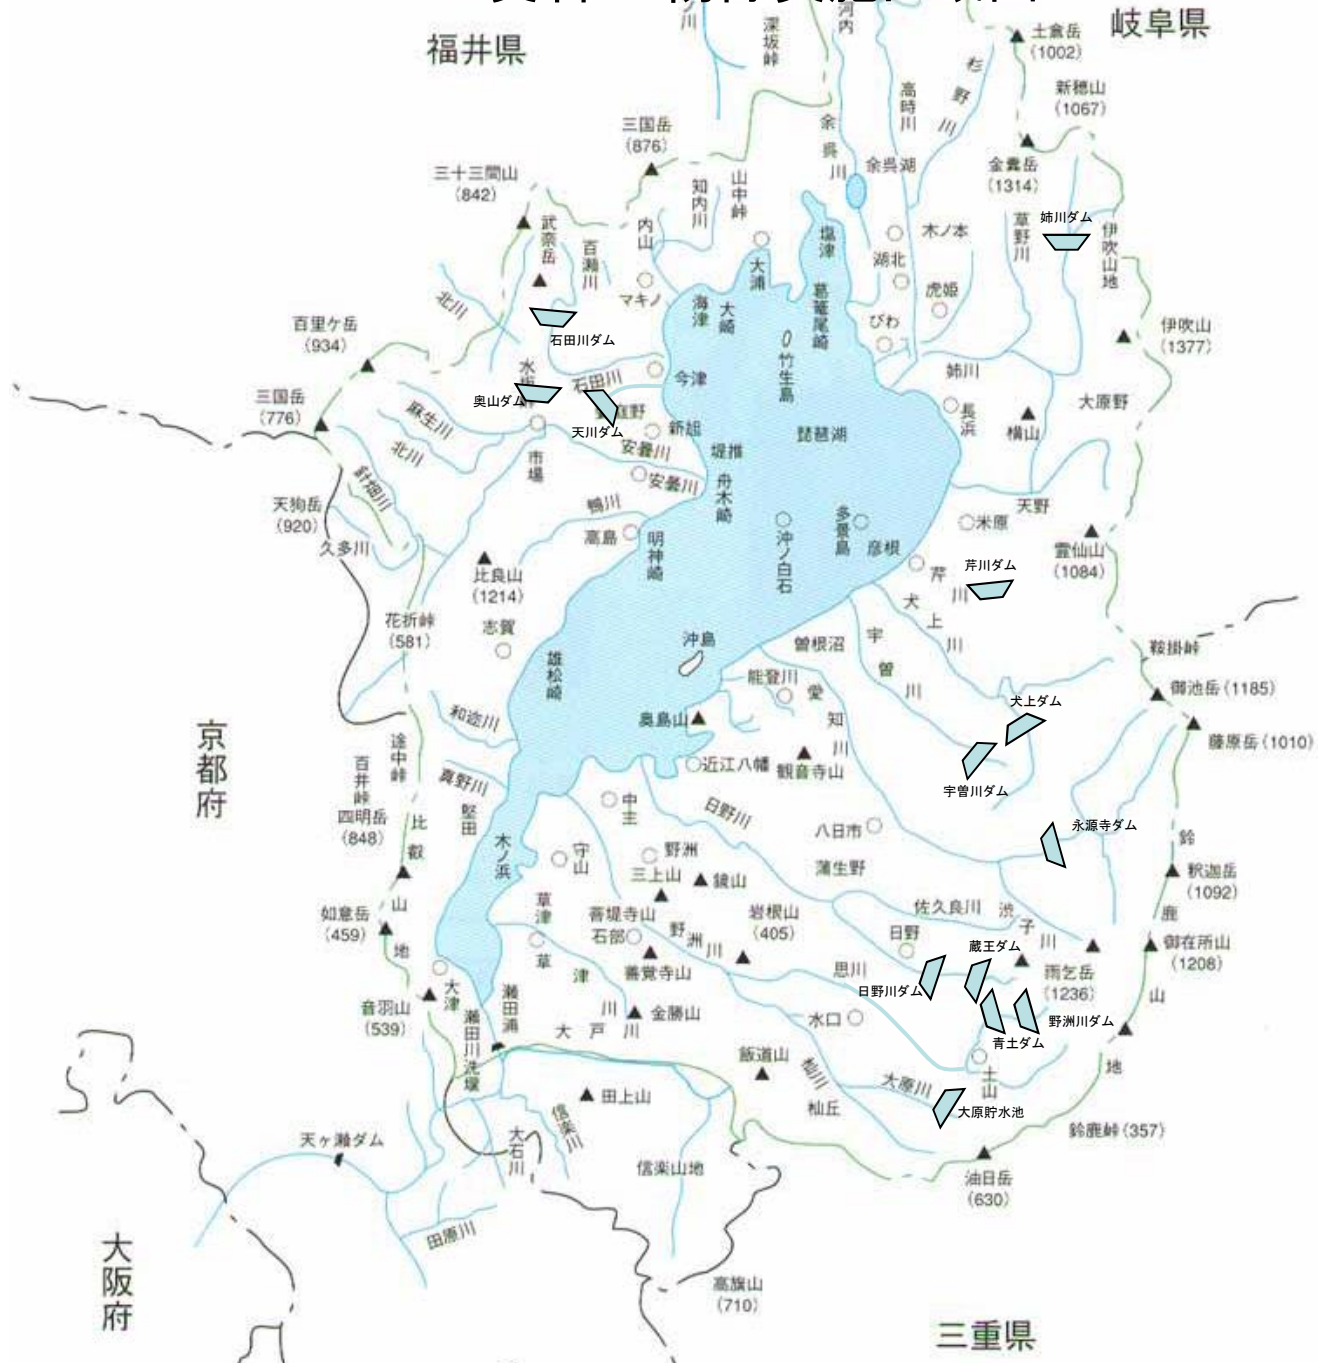 福井県
岐阜県
川
深坂峠
河内
高時川
杉野川
土倉岳
(1002)
新穂山
(1067)
三国岳
(876)
余呉川
余呉湖
金糞岳
(1314)
三十三間山
(842)
武奈岳
百瀬川
内山
知内川
山中峠
大浦
塩津
木ノ本
湖北
草野川
姉川ダム
伊吹山地
北川
マキノ
海津
大崎
葛籠尾崎
虎姫
びわ
百里ケ岳
(934)
石田川ダム
竹生島
伊吹山
(1377)
三国岳
(776)
石田川
今津
姉川
大原野
奥山ダム
天川ダム
麻生川
北川
市場
安曇川
安曇川
堤推
琵琶湖
長浜
横山
針畑川
天狗岳
(920)
久多川
鴨川
高島
舟木崎
明神崎
沖ノ白石
多景島
彦根
天野
米原
霊仙山
(1084)
芹川ダム
芹川
犬上川
比良山
(1214)
花折峠
(581)
志賀
雄松崎
沖島
曽根沼
宇曽川
能登川
愛知川
鞍掛峠
御池岳(1185)
藤原岳(1010)
犬上ダム
宇曽川ダム
奥島山
近江八幡
観音寺山
京都府
和迩川
途中峠
百井峠
真野川
堅田
四明岳
(848)
比叡山地
木ノ浜
中主
日野川
八日市
永源寺ダム
守山
野洲
三上山
鏡山
蒲生野
鈴鹿山地
釈迦岳
(1092)
如意岳
(459)
草津
草津川
菩堤寺山
石部
野洲川
岩根山
(405)
佐久良川
渋子川
日野
蔵王ダム
御在所山
(1208)
善覚寺山
思川
日野川ダム
雨乞岳
(1236)
音羽山
(539)
大津
瀬田川洗堰
瀬田浦
大戸川
金勝山
水口
野洲川ダム
青土ダム
飯道山
杣川
杣丘
大原川
土山
大原貯水池
田上山
信楽川
大石川
信楽山地
鈴鹿峠(357)
油日岳
(630)
天ヶ瀬ダム
田原川
大阪府
高旗山
(710)
三重県